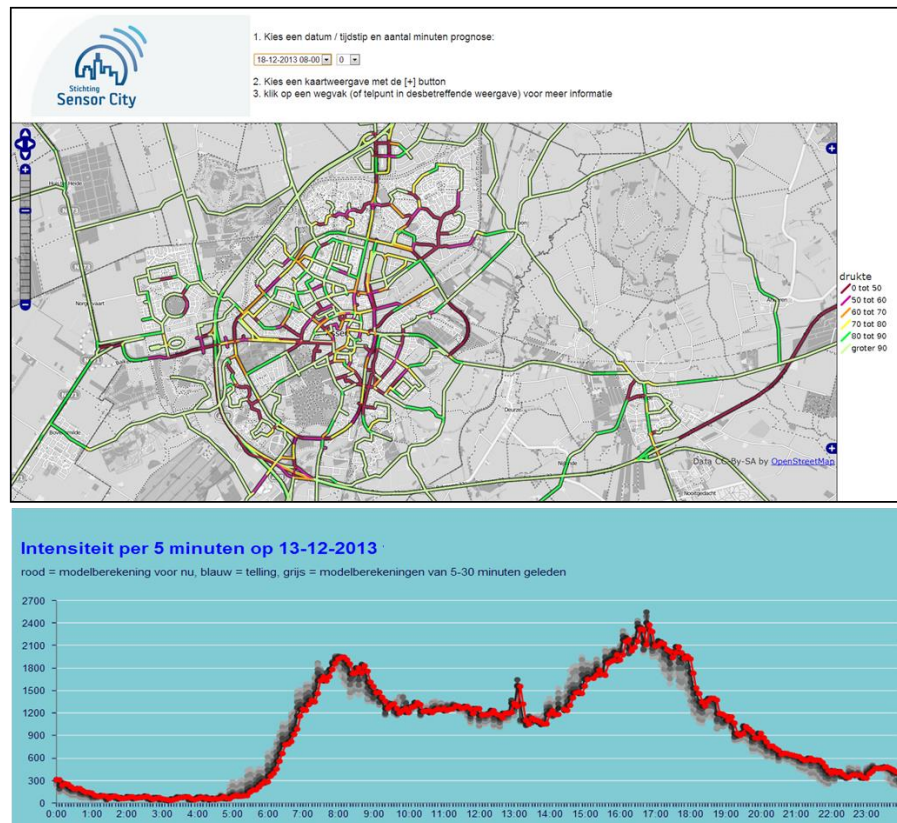 Stichting
Sensor City
1. Kies een datum / tijdstip en aantal minuten prognose:
18-12-2013 08-00 0
2. Kies een kaartweergave met de [+] button
3. klik op een wegvak (of telpunt in desbetreffende weergave) voor meer informatie
drukte
0 tot 50
50 tot 60
60 tot 70
70 tot 80
80 tot 90
groter 90
Data CC-By-SA by OpenStreetMap
Intensiteit per 5 minuten op 13-12-2013
rood = modelberekening voor nu, blauw = telling, grijs = modelberekeningen van 5-30 minuten geleden
2700
2400
2100
1800
1500
1200
900
600
300
0
0:00 1:00 2:00 3:00 4:00 5:00 6:00 7:00 8:00 9:00 10:00 11:00 12:00 13:00 14:00 15:00 16:00 17:00 18:00 19:00 20:00 21:00 22:00 23:00